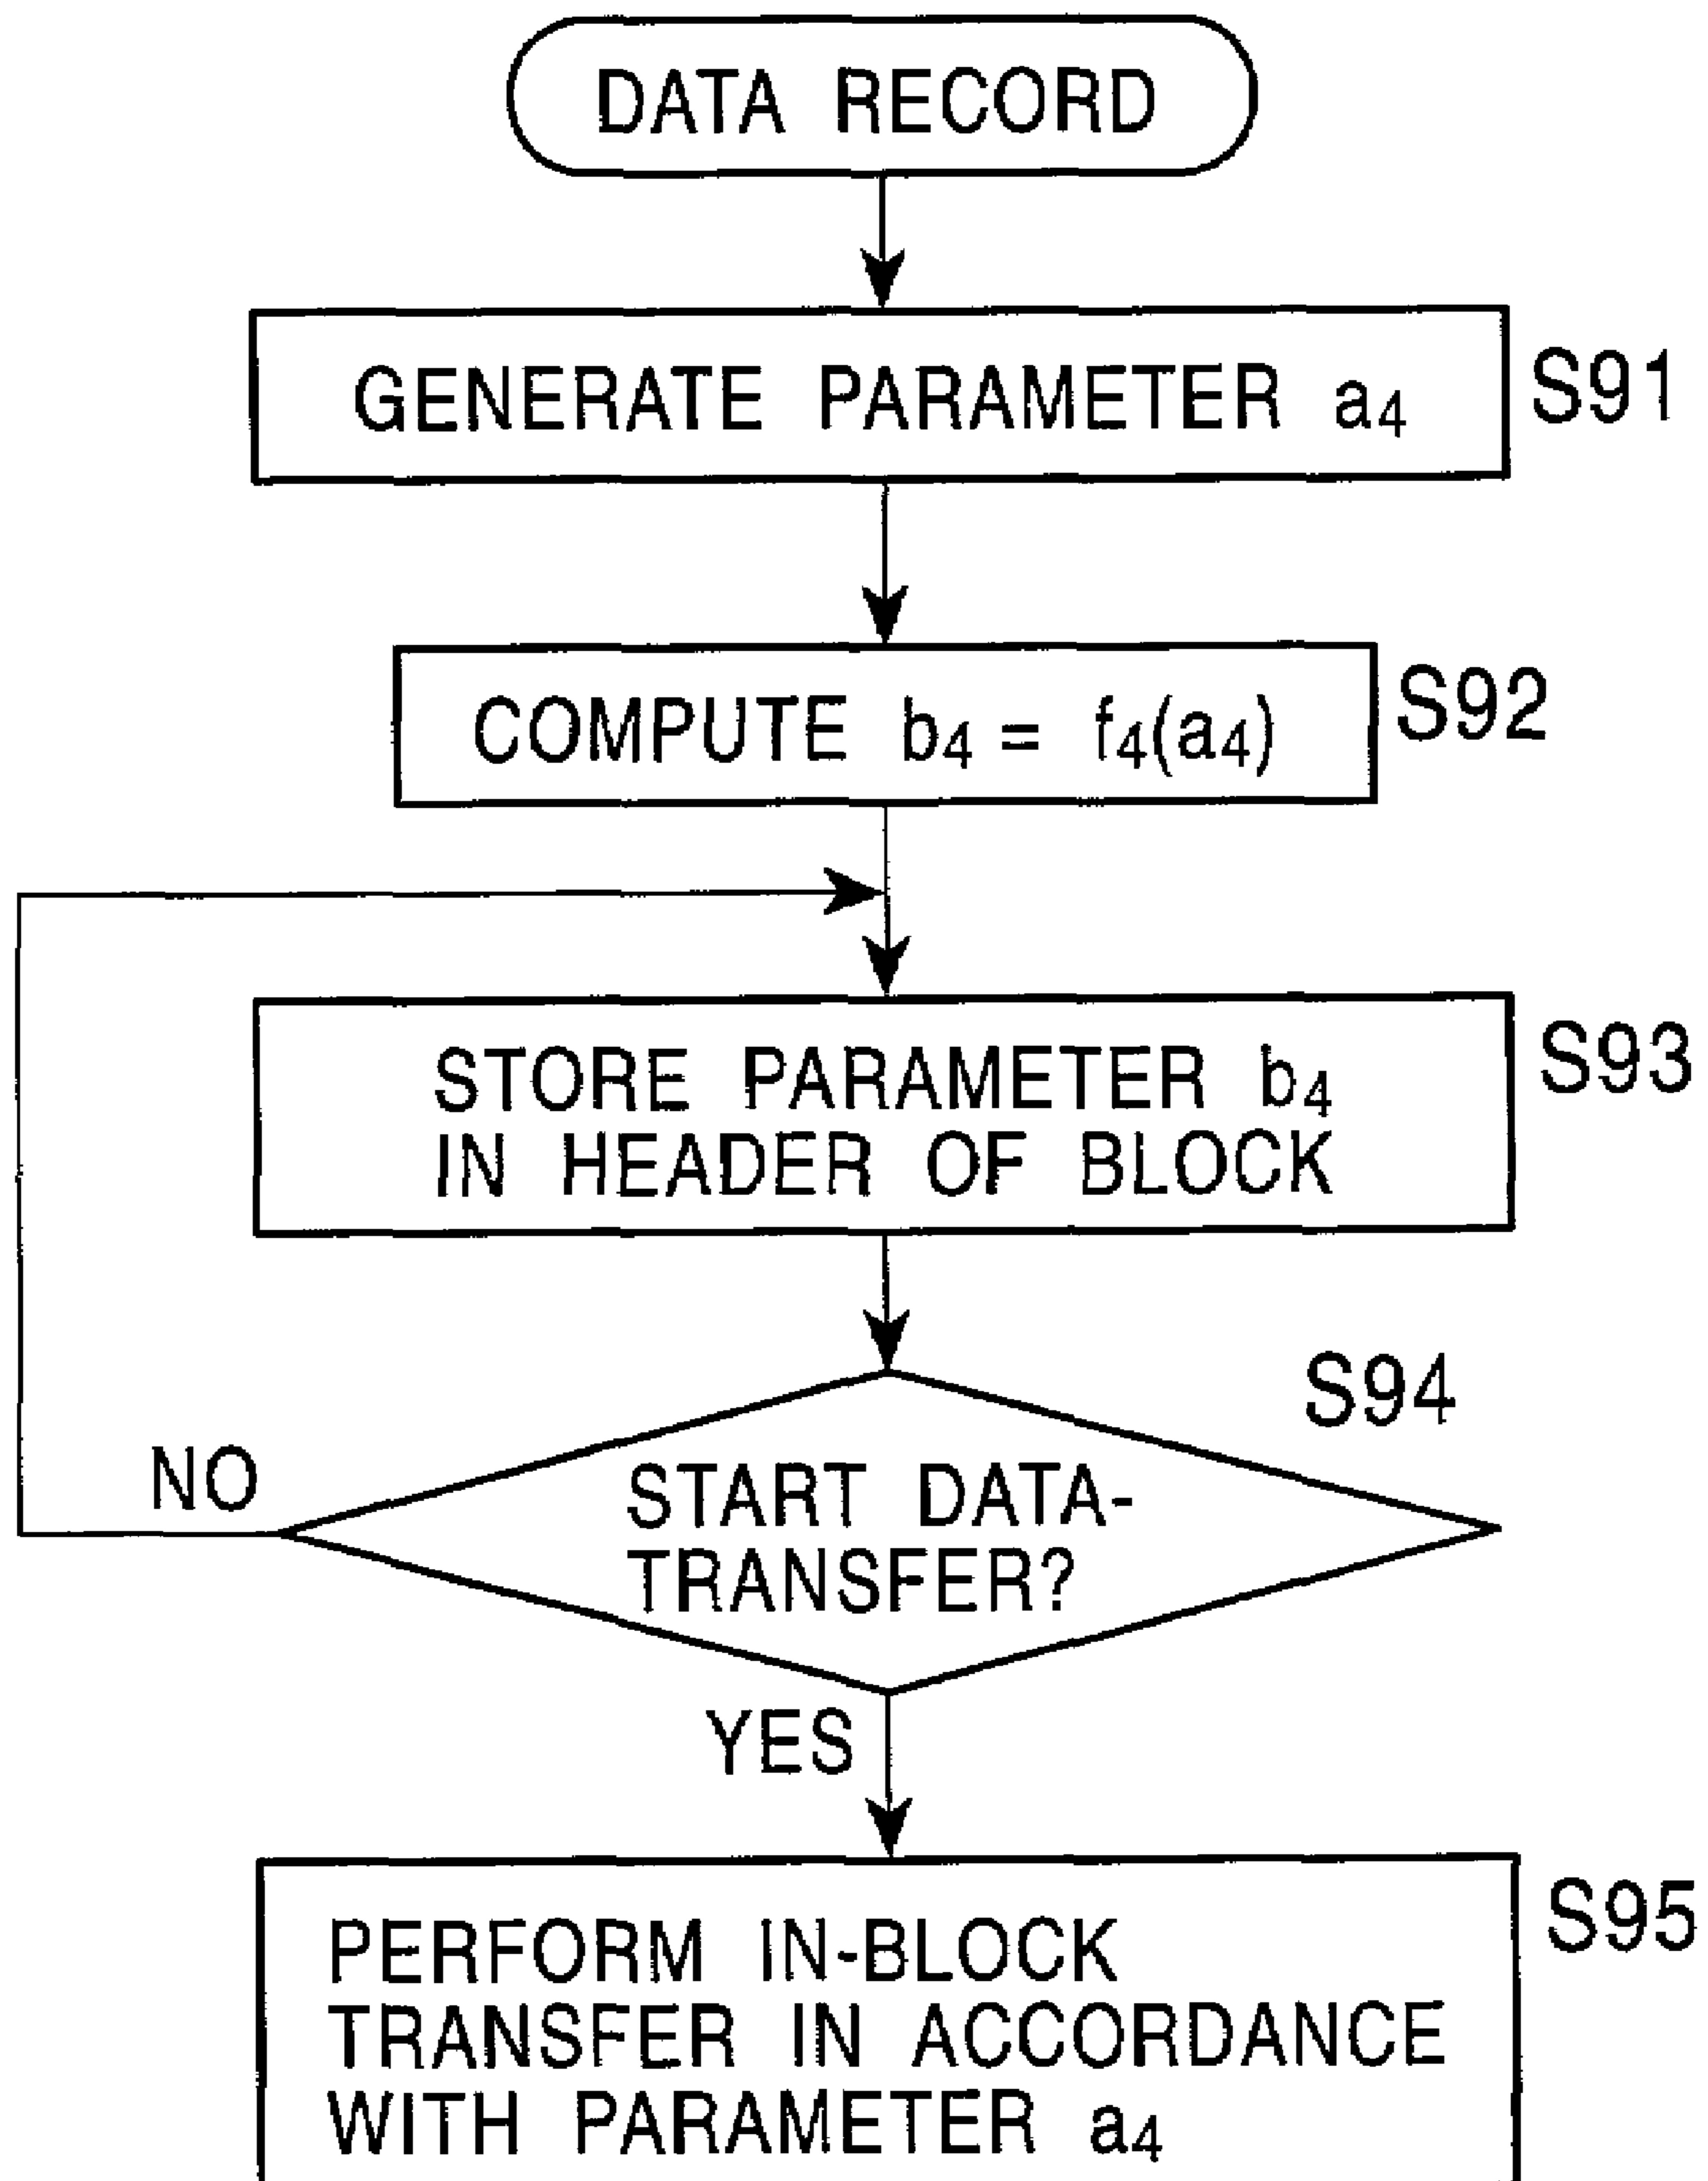 DATA RECORD
GENERATE PARAMETER a₄
S91
COMPUTE b₄ = f₄(a₄)
S92
STORE PARAMETER b₄
IN HEADER OF BLOCK
S93
S94
START DATA-
TRANSFER?
NO
YES
PERFORM IN-BLOCK
TRANSFER IN ACCORDANCE
WITH PARAMETER a₄
S95